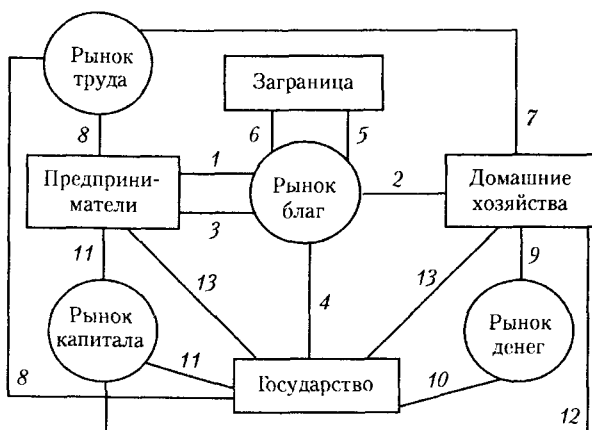 Рынок
труда
Заграница
8
6
5
7
1
Предприни-
матели
Рынок
благ
2
Домашние
хозяйства
3
11
13
4
13
9
Рынок
капитала
Рынок
денег
11
8
Государство
10
12